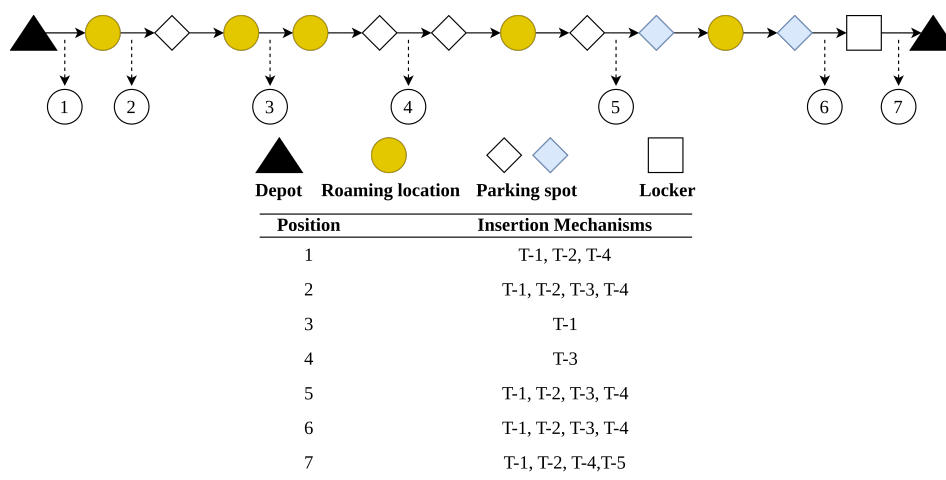 1 2 3 4 5 6 7
Depot Roaming location Parking spot Locker
Position Insertion Mechanisms
1 T-1, T-2, T-4
2 T-1, T-2, T-3, T-4
3 T-1
4 T-3
5 T-1, T-2, T-3, T-4
6 T-1, T-2, T-3, T-4
7 T-1, T-2, T-4,T-5